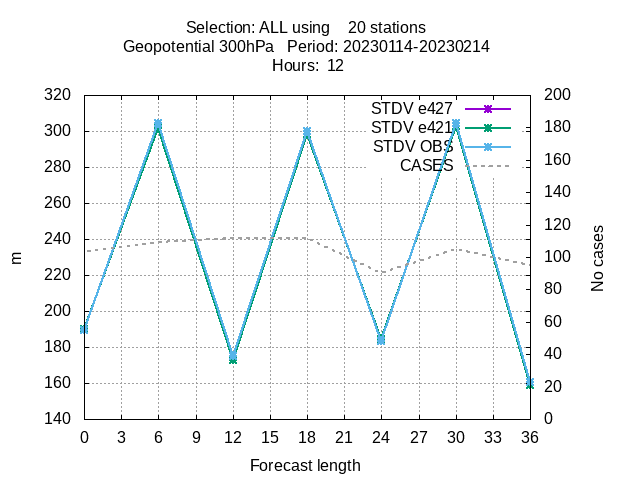 Selection: ALL using    20 stations
Geopotential 300hPa   Period: 20230114-20230214
Hours: 12
320
300
280
260
240
220
200
180
160
140
200
180
160
140
120
100
80
60
40
20
0
STDV e427
STDV e421
STDV OBS
CASES
m
No cases
0 3 6 9 12 15 18 21 24 27 30 33 36
Forecast length